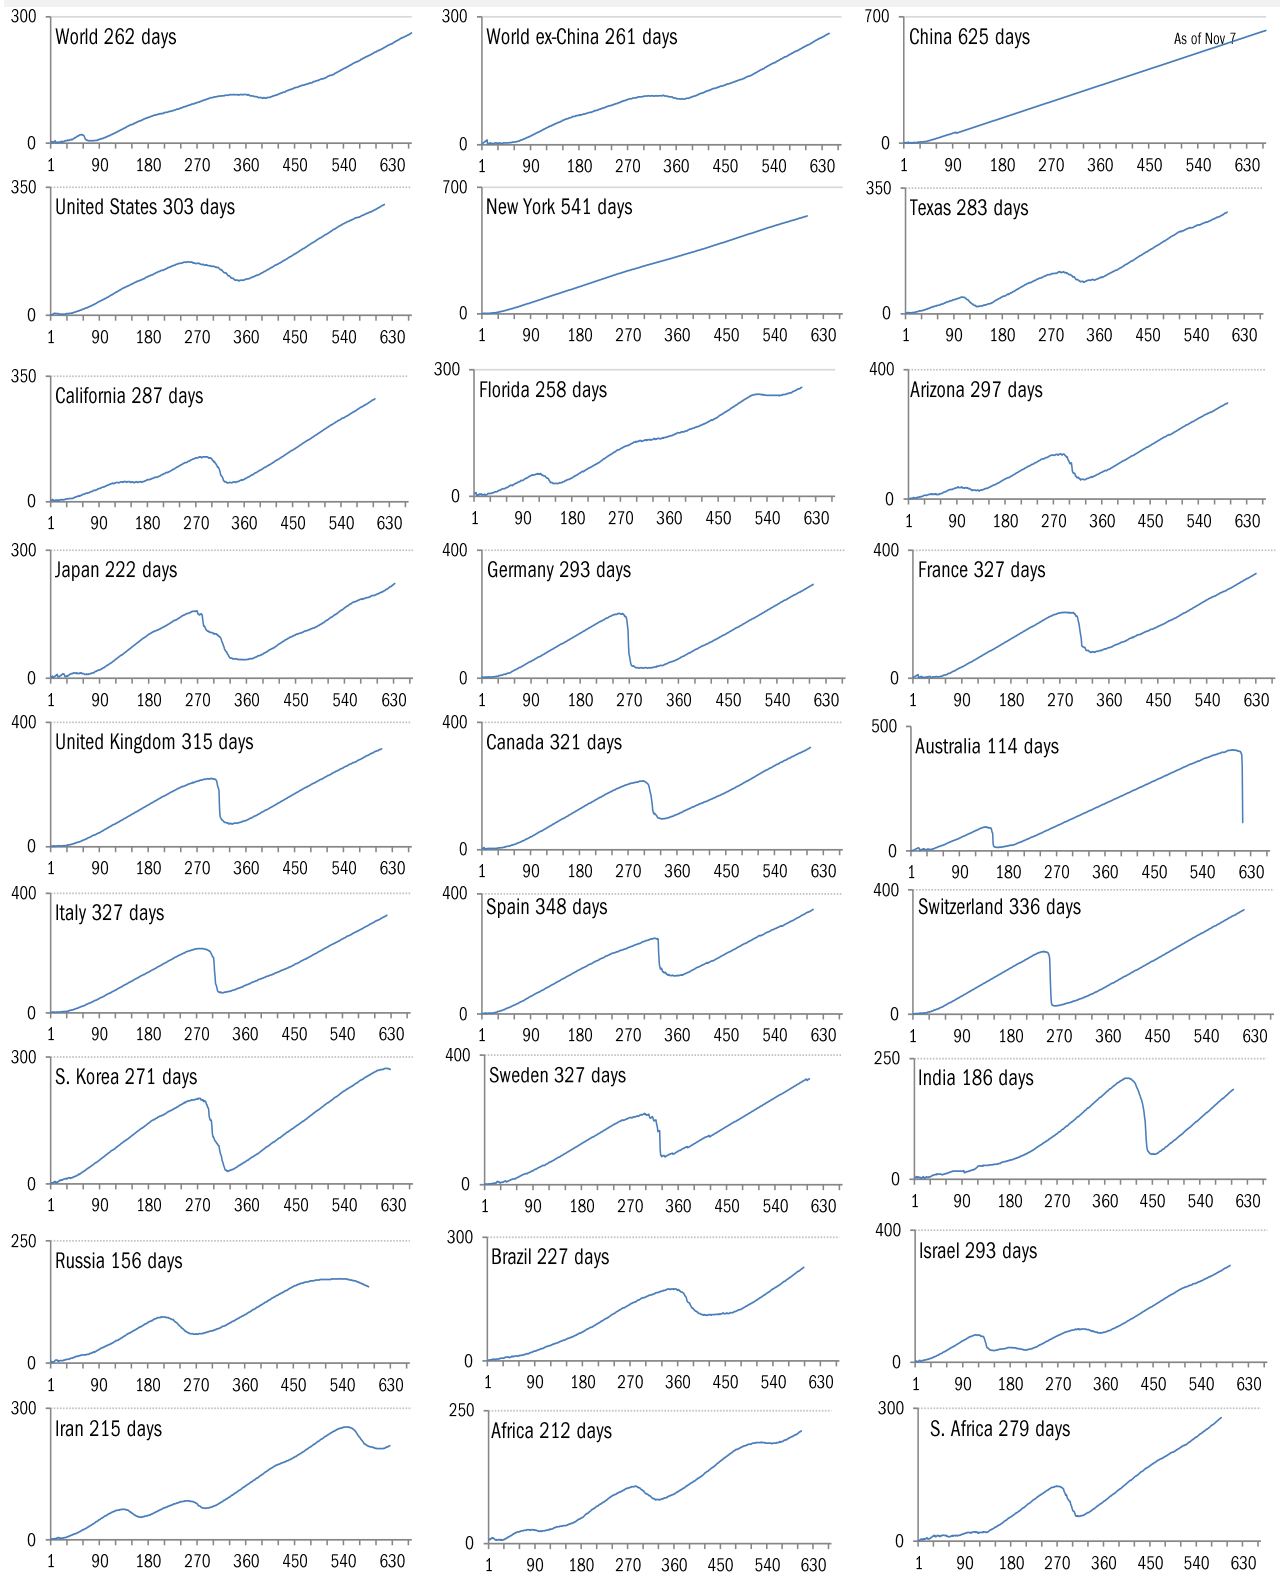 300
World 262 days
0
1 90 180 270 360 450 540 630
300
World ex-China 261 days
0
1 90 180 270 360 450 540 630
700
China 625 days
As of Nov 7
0
1 90 180 270 360 450 540 630
350
United States 303 days
0
1 90 180 270 360 450 540 630
700
New York 541 days
0
1 90 180 270 360 450 540 630
350
Texas 283 days
0
1 90 180 270 360 450 540 630
350
California 287 days
0
1 90 180 270 360 450 540 630
300
Florida 258 days
0
1 90 180 270 360 450 540 630
400
Arizona 297 days
0
1 90 180 270 360 450 540 630
300
Japan 222 days
0
1 90 180 270 360 450 540 630
400
Germany 293 days
0
1 90 180 270 360 450 540 630
400
France 327 days
0
1 90 180 270 360 450 540 630
400
United Kingdom 315 days
0
1 90 180 270 360 450 540 630
400
Canada 321 days
0
1 90 180 270 360 450 540 630
500
Australia 114 days
0
1 90 180 270 360 450 540 630
400
Italy 327 days
0
1 90 180 270 360 450 540 630
400
Spain 348 days
0
1 90 180 270 360 450 540 630
400
Switzerland 336 days
0
1 90 180 270 360 450 540 630
300
S. Korea 271 days
0
1 90 180 270 360 450 540 630
400
Sweden 327 days
0
1 90 180 270 360 450 540 630
250
India 186 days
0
1 90 180 270 360 450 540 630
250
Russia 156 days
0
1 90 180 270 360 450 540 630
300
Brazil 227 days
0
1 90 180 270 360 450 540 630
400
Israel 293 days
0
1 90 180 270 360 450 540 630
300
Iran 215 days
0
1 90 180 270 360 450 540 630
250
Africa 212 days
0
1 90 180 270 360 450 540 630
300
S. Africa 279 days
0
1 90 180 270 360 450 540 630